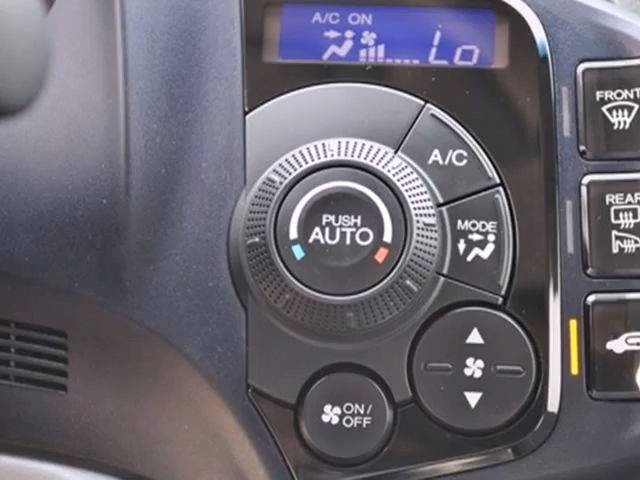 A/C ON
Lo
FRONT
A/C
PUSH
AUTO
MODE
REAR
ON/
OFF